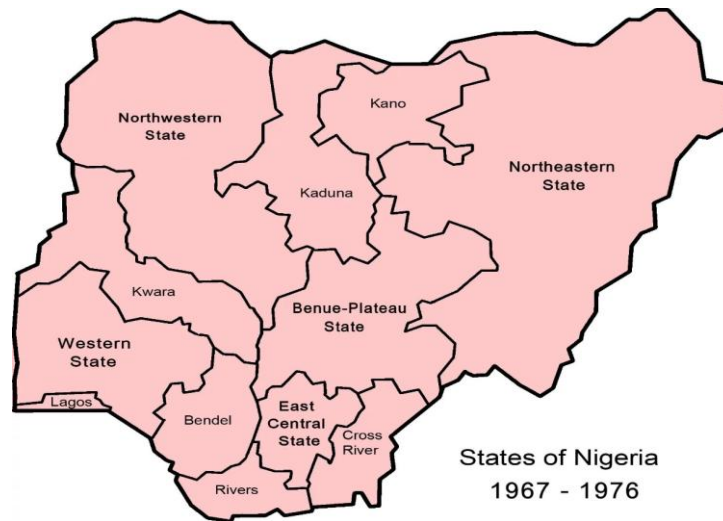 Kano
Northwestern
State
Northeastern
State
Kaduna
Kwara
Benue-Plateau
State
Western
State
Lagos
Bendel
East
Central
State
Cross
River
Rivers
States of Nigeria
1967 - 1976